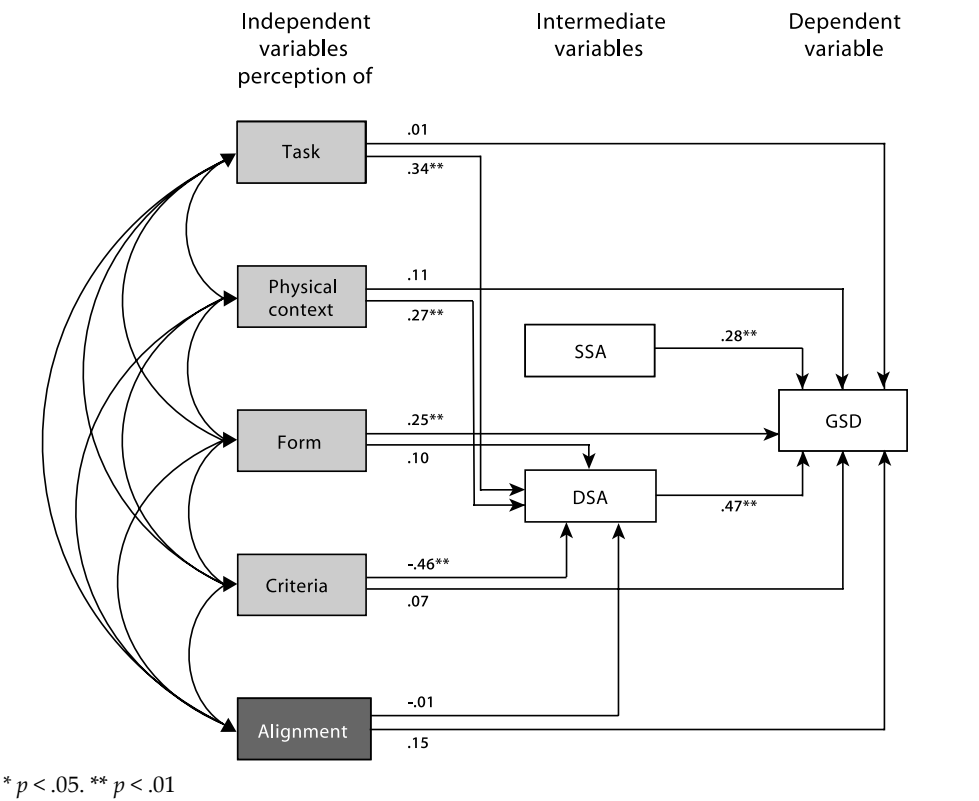 Independent
variables
perception of
Intermediate
variables
Dependent
variable
Task
.01
.34**
Physical
context
.11
.27**
SSA
.28**
GSD
Form
.25**
.10
DSA
.47**
Criteria
-.46**
.07
Alignment
-.01
.15
* p < .05. ** p < .01